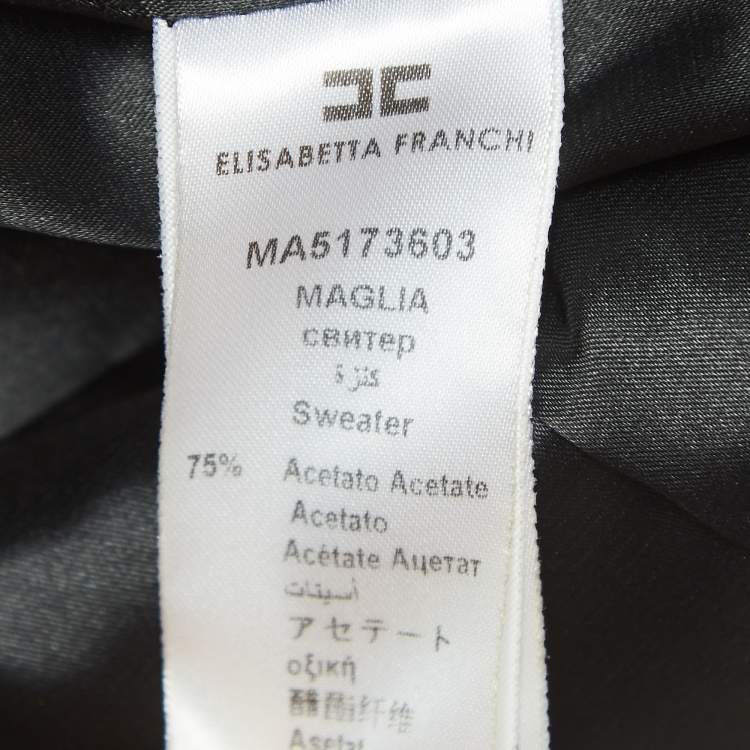 ELISABETTA FRANCHI
MA5173603
MAGLIA
свитер
كنزة
Sweater
75% Acetato Acetate
Acetato
Acétate Ацетат
أسيتات
アセテート
οξική
醋酯纤维
Asetat